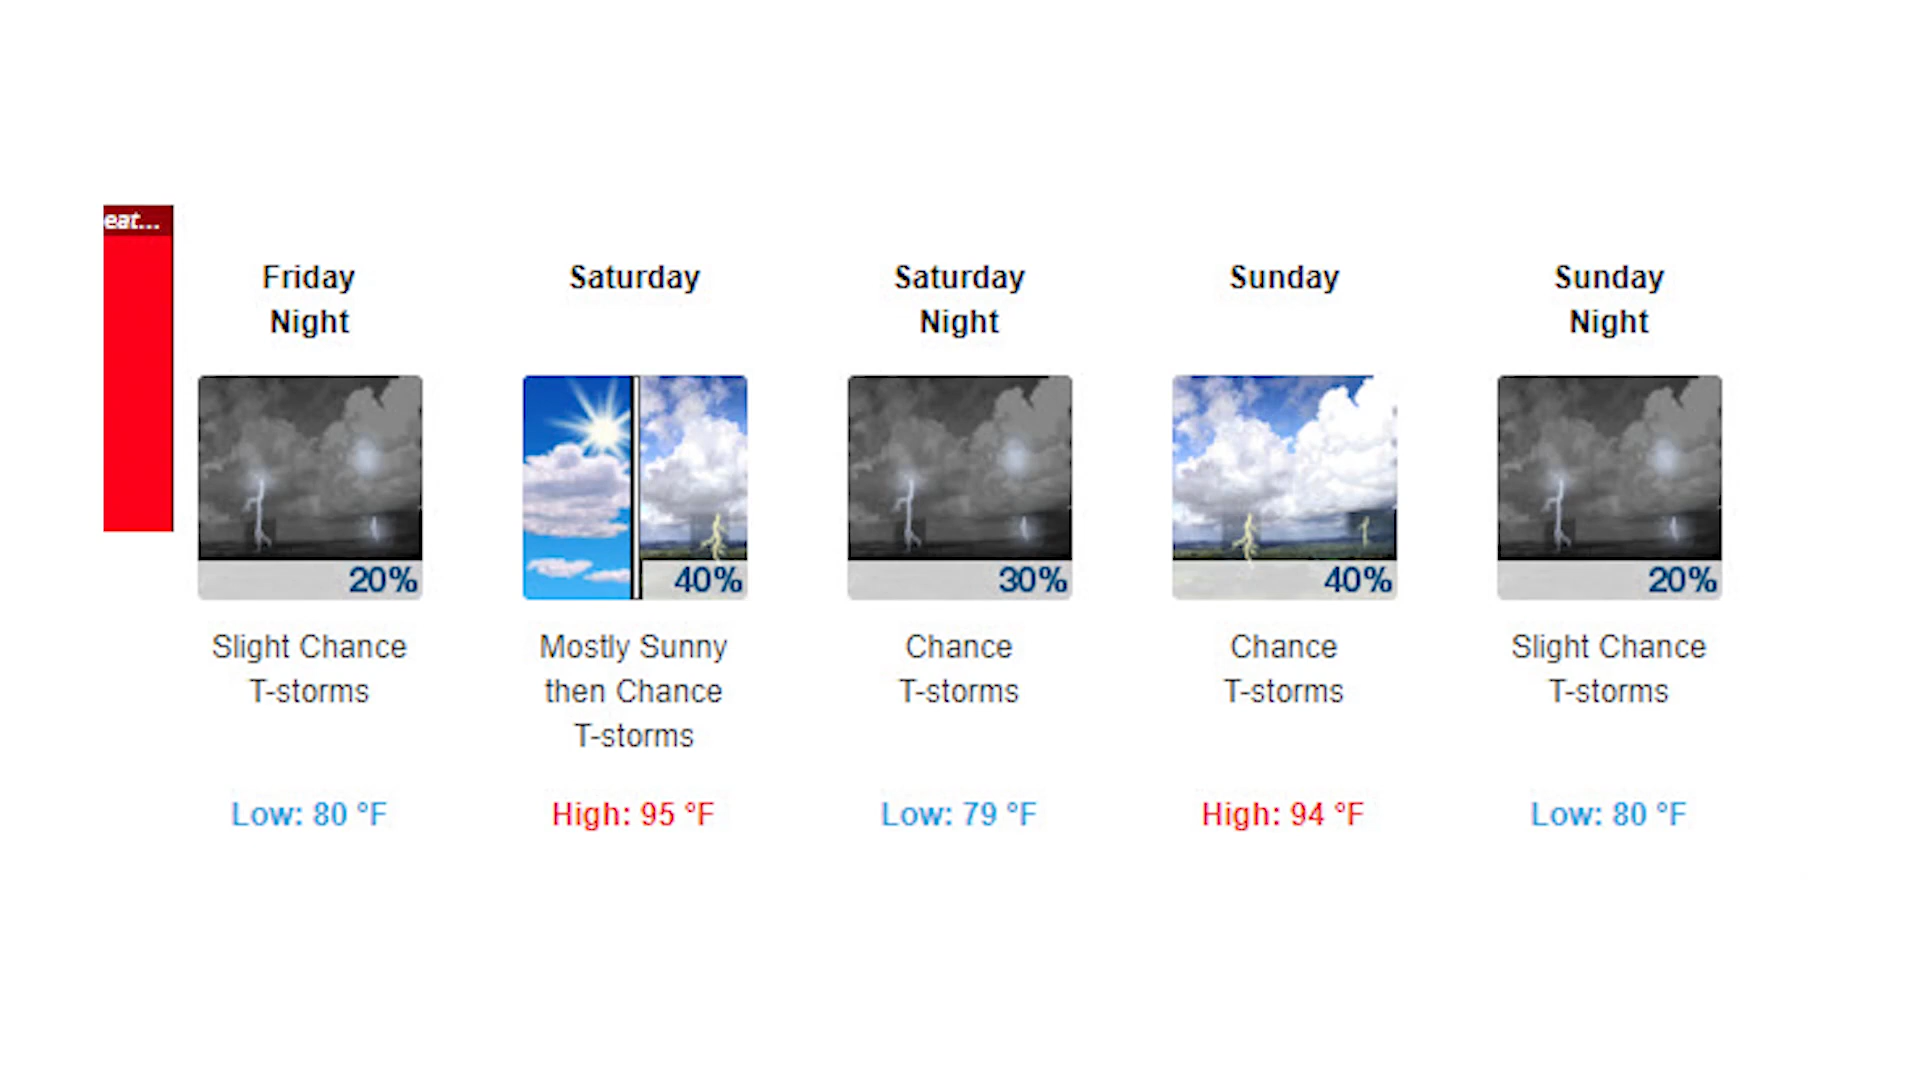 eat...
Friday
Night
Saturday
Saturday
Night
Sunday
Sunday
Night
20%
40%
30%
40%
20%
Slight Chance
T-storms
Mostly Sunny
then Chance
T-storms
Chance
T-storms
Chance
T-storms
Slight Chance
T-storms
Low: 80 °F
High: 95 °F
Low: 79 °F
High: 94 °F
Low: 80 °F